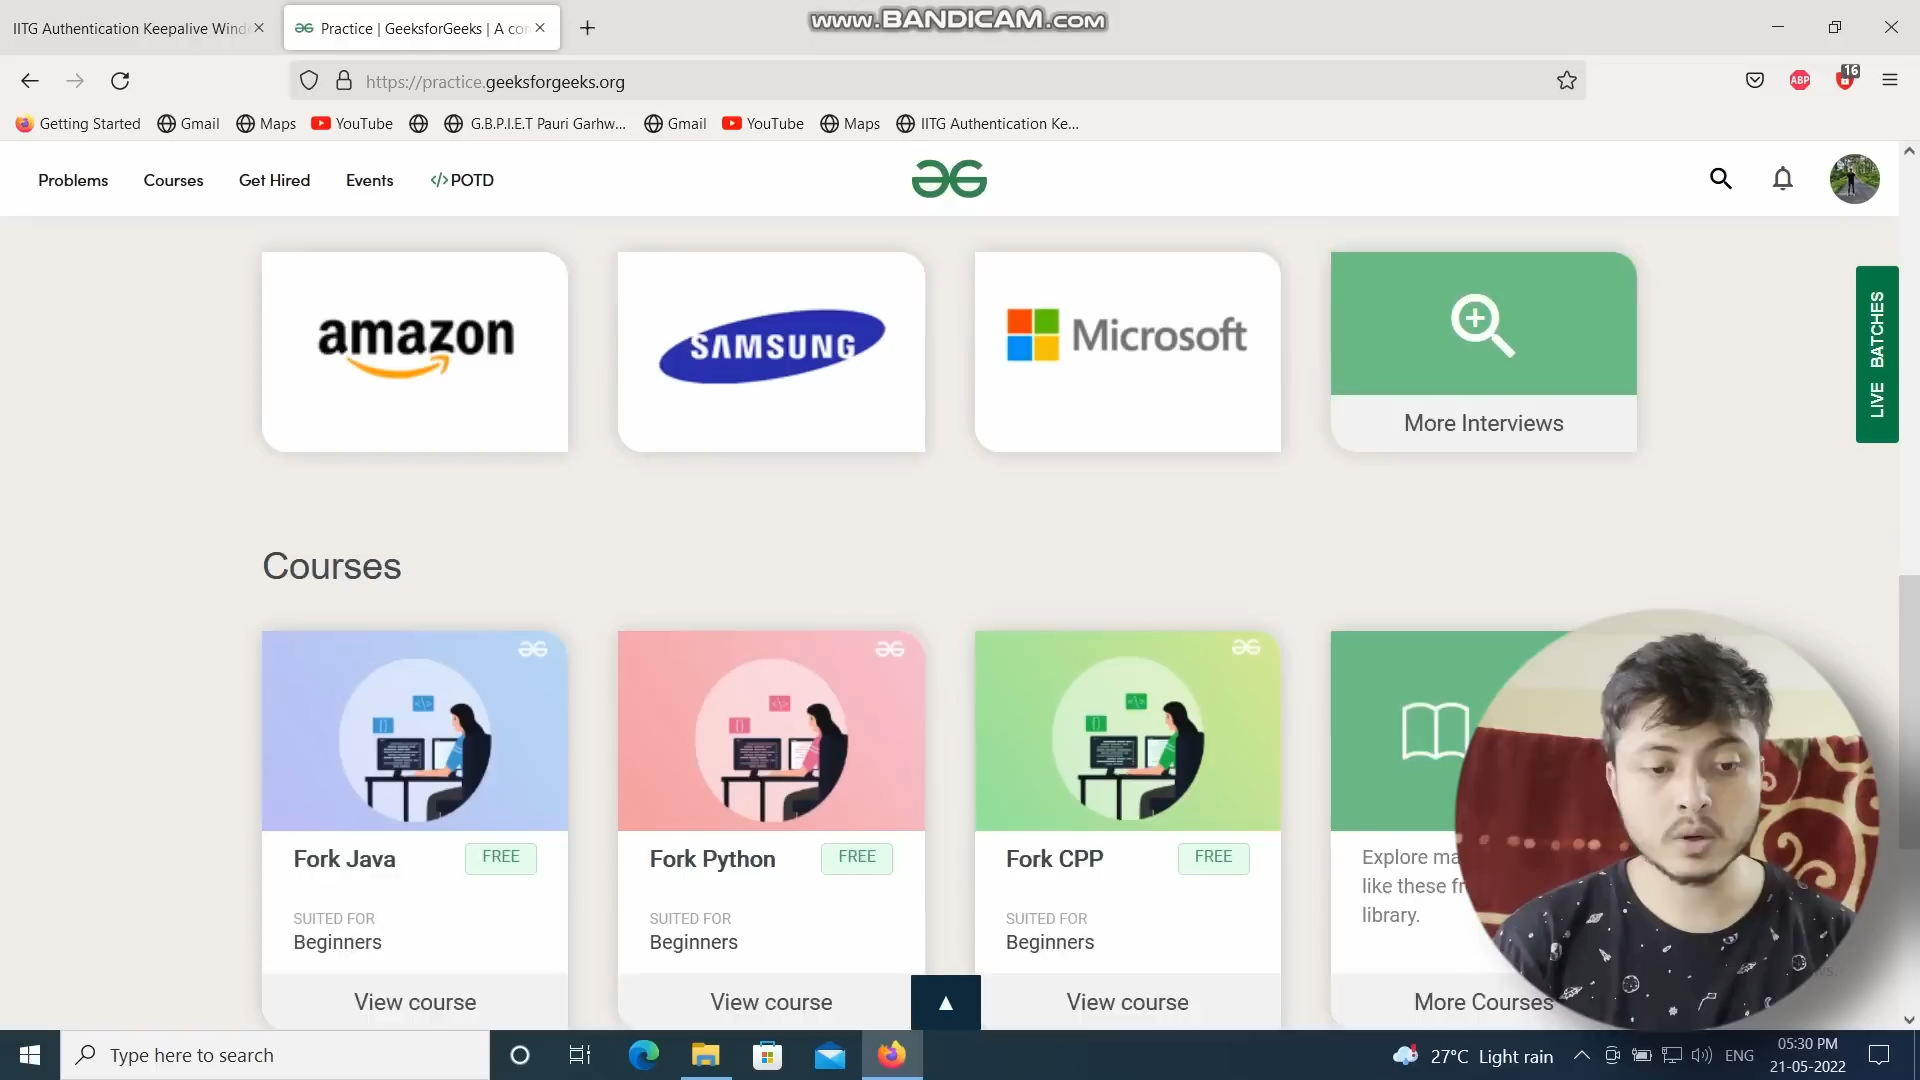 IITG Authentication Keepalive Wind
Practice | GeeksforGeeks | A co
www.BANDICAM.com
https://practice.geeksforgeeks.org
ABP
16
Getting Started
Gmail
Maps
YouTube
G.B.P.I.E.T Pauri Garhw...
Gmail
YouTube
Maps
IITG Authentication Ke...
Problems
Courses
Get Hired
Events
</>POTD
amazon
SAMSUNG
Microsoft
More Interviews
LIVE BATCHES
Courses
Fork Java
FREE
Fork Python
FREE
Fork CPP
FREE
Explore ma
like these fr
library.
SUITED FOR
Beginners
SUITED FOR
Beginners
SUITED FOR
Beginners
View course
View course
View course
More Courses
Type here to search
27°C Light rain
ENG
05:30 PM
21-05-2022